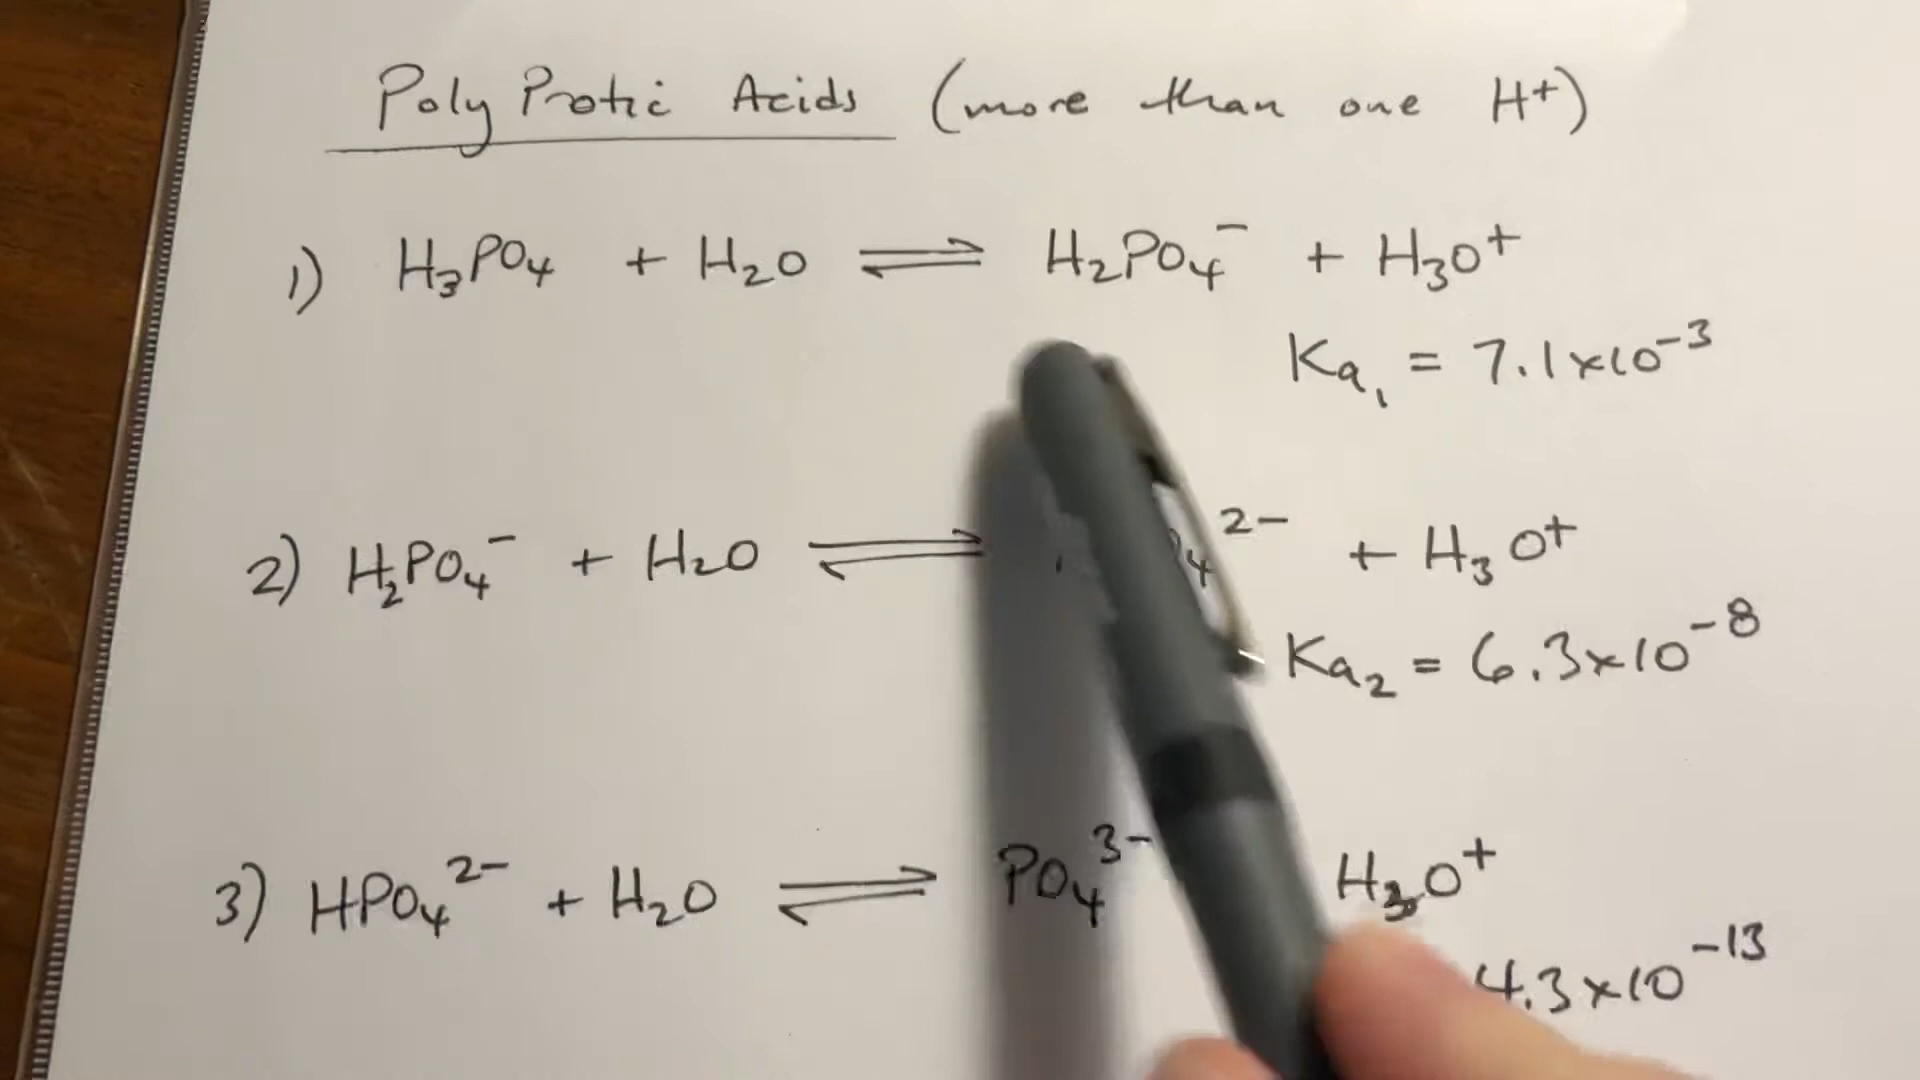 Poly Protic Acids (more than one H+)
1) H₃PO₄ + H₂O ⇌ H₂PO₄⁻ + H₃O⁺
Ka₁ = 7.1×10⁻³
2) H₂PO₄⁻ + H₂O ⇌ ₄²⁻ + H₃O⁺
Ka₂ = 6.3×10⁻⁸
3) HPO₄²⁻ + H₂O ⇌ PO₄³⁻ H₃O⁺
4.3×10⁻¹³